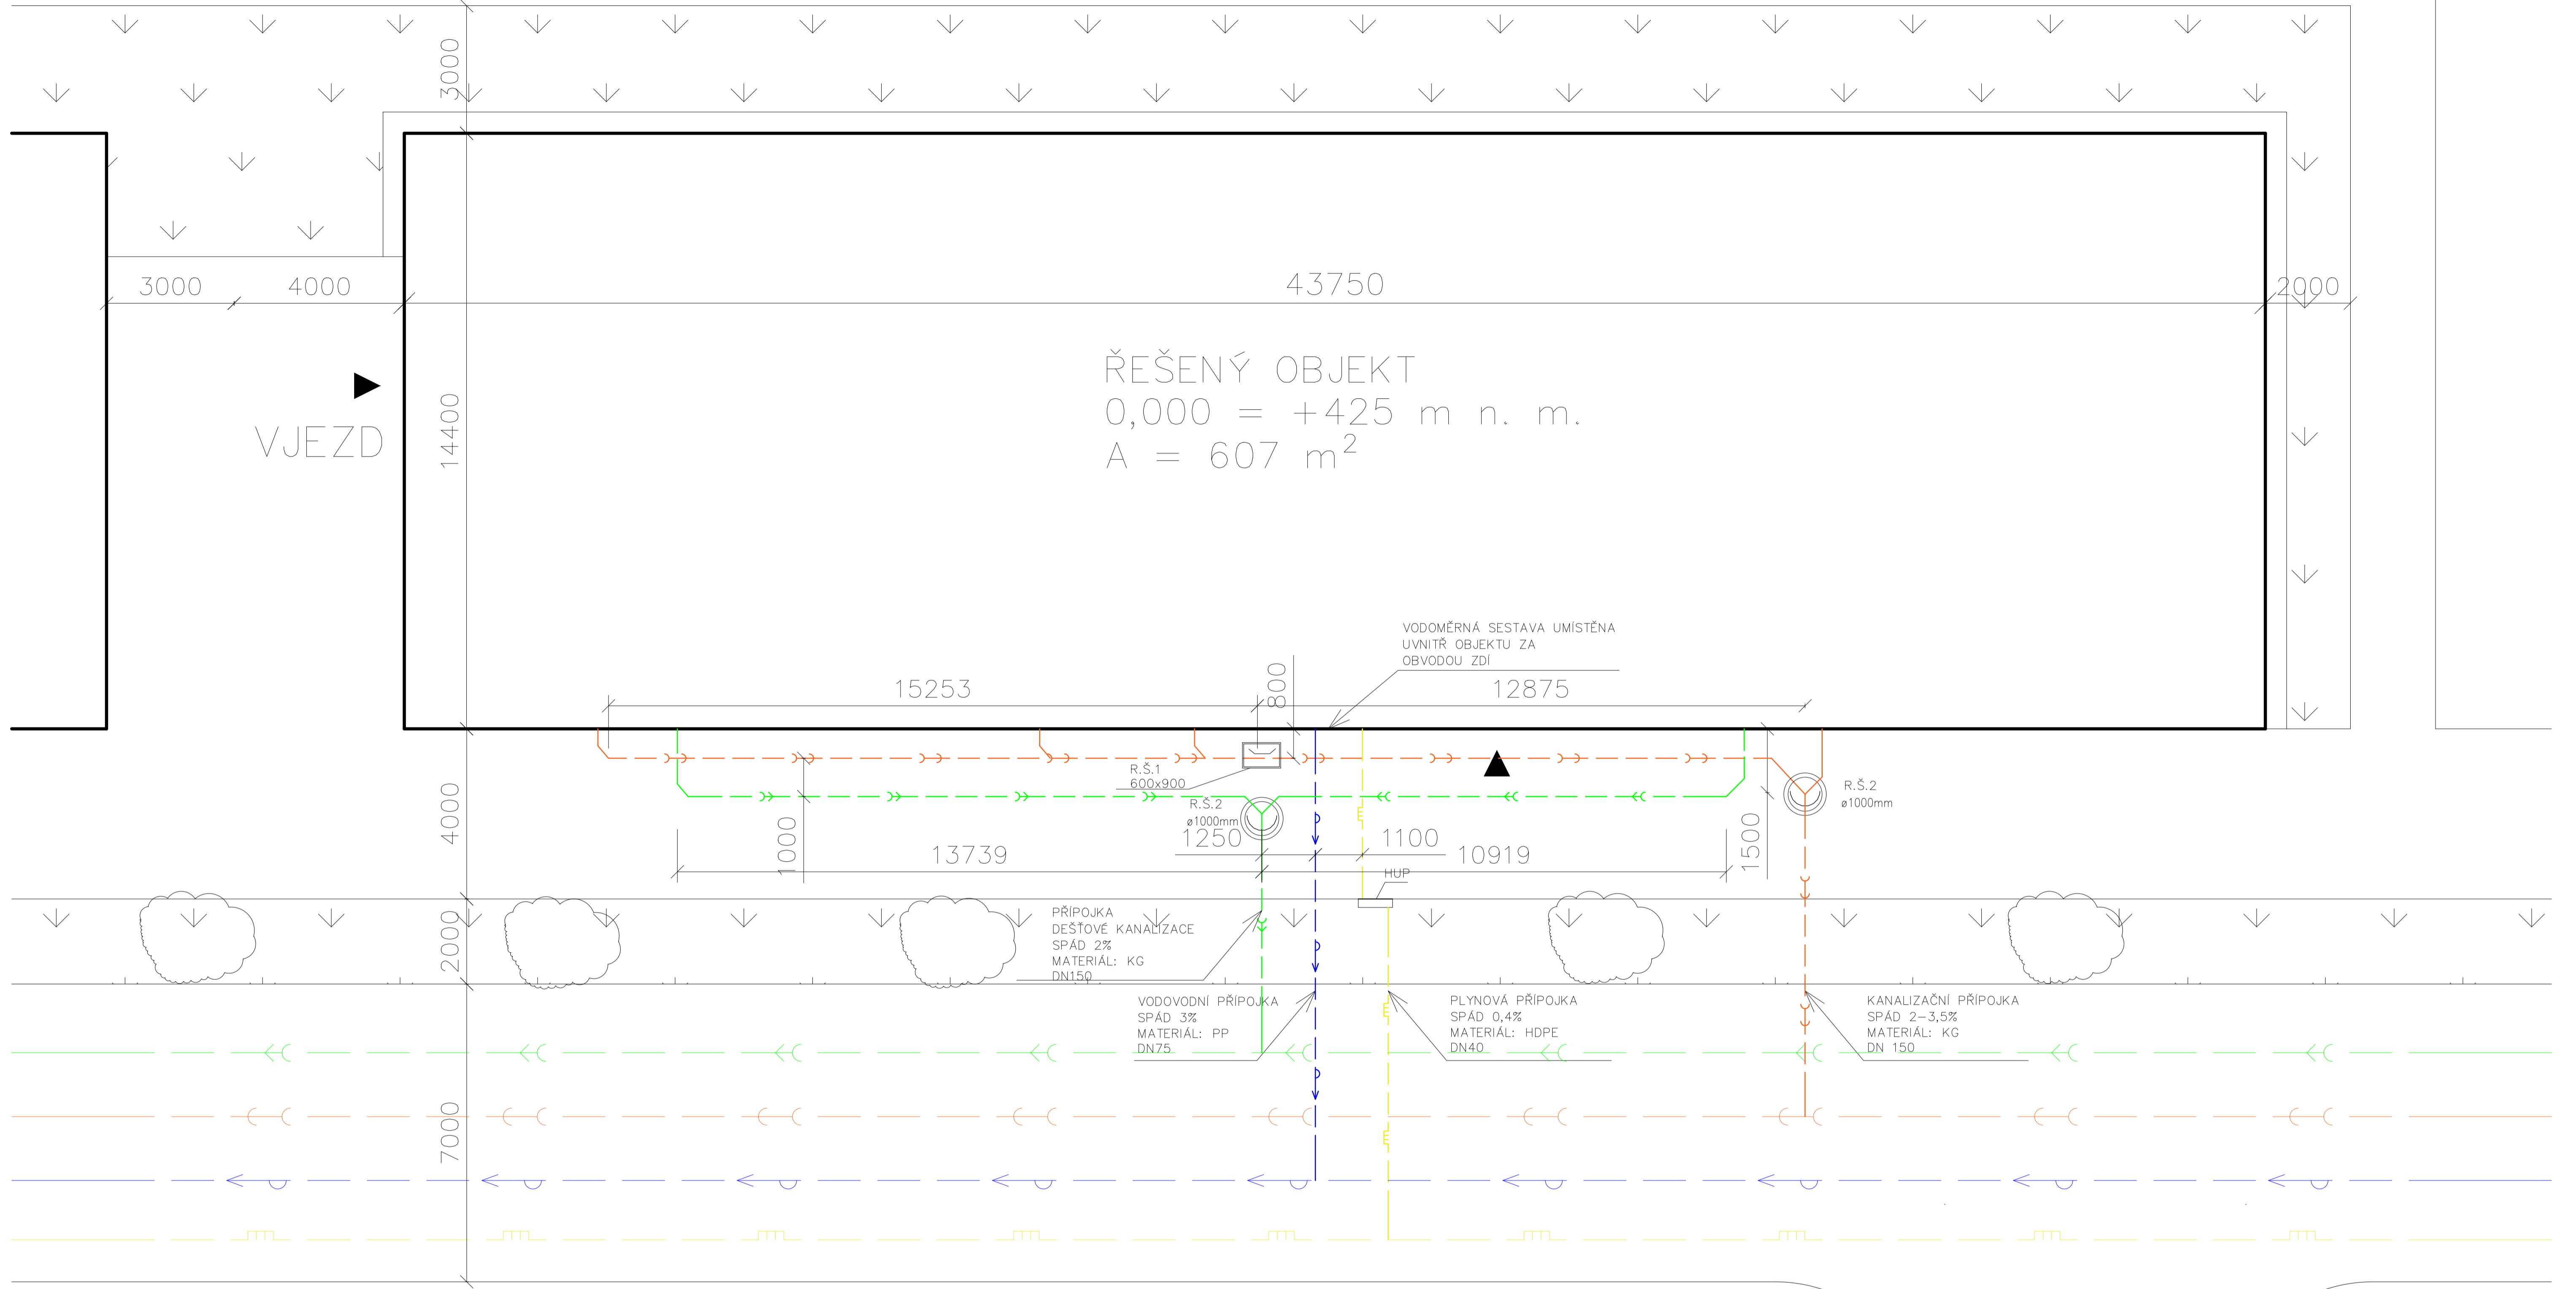 3000
3000
4000
43750
2000
ŘEŠENÝ OBJEKT
0,000 = +425 m n. m.
A = 607 m²
14400
VJEZD
VODOMĚRNÁ SESTAVA UMÍSTĚNA
UVNITŘ OBJEKTU ZA
OBVODOU ZDÍ
15253
800
12875
R.Š.1
600x900
R.Š.2
ø1000mm
R.Š.2
ø1000mm
4000
1000
1250
1100
1500
13739
10919
HUP
2000
PŘÍPOJKA
DEŠŤOVÉ KANALIZACE
SPÁD 2%
MATERIÁL: KG
DN150
VODOVODNÍ PŘÍPOJKA
SPÁD 3%
MATERIÁL: PP
DN75
PLYNOVÁ PŘÍPOJKA
SPÁD 0,4%
MATERIÁL: HDPE
DN40
KANALIZAČNÍ PŘÍPOJKA
SPÁD 2–3,5%
MATERIÁL: KG
DN 150
7000